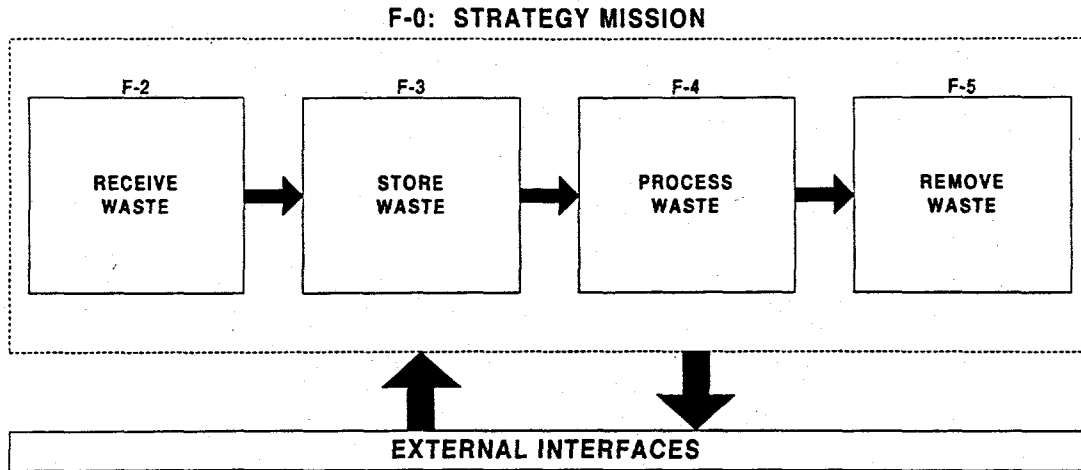 F-0: STRATEGY MISSION
F-2
F-3
F-4
F-5
RECEIVE
WASTE
STORE
WASTE
PROCESS
WASTE
REMOVE
WASTE
EXTERNAL INTERFACES